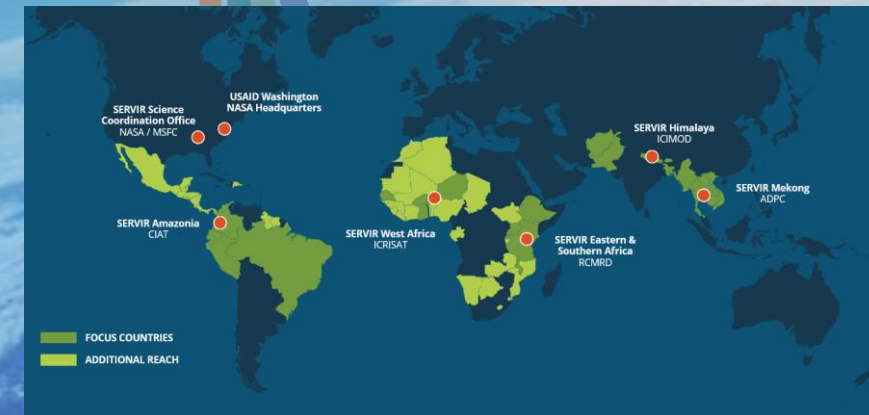 USAID Washington
NASA Headquarters
SERVIR Science
Coordination Office
NASA / MSFC
SERVIR Himalaya
ICIMOD
SERVIR Mekong
ADPC
SERVIR Amazonia
CIAT
SERVIR West Africa
ICRISAT
SERVIR Eastern &
Southern Africa
RCMRD
FOCUS COUNTRIES
ADDITIONAL REACH